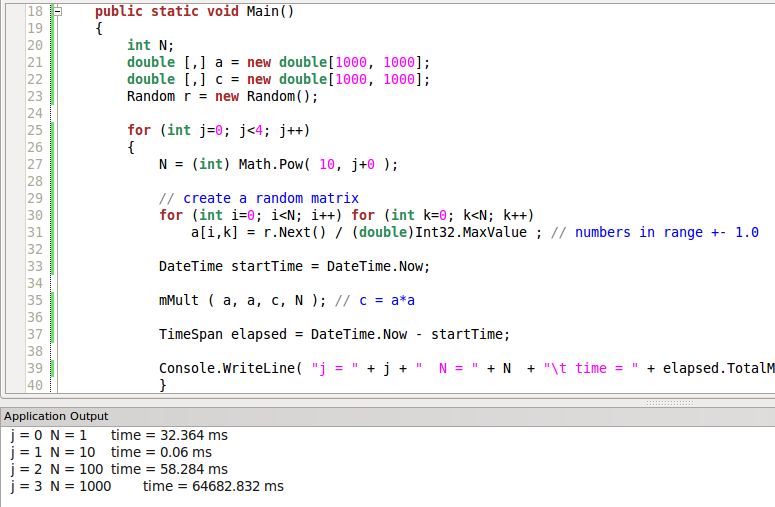 18 public static void Main()
19 {
20 int N;
21 double [,] a = new double[1000, 1000];
22 double [,] c = new double[1000, 1000];
23 Random r = new Random();
24
25 for (int j=0; j<4; j++)
26 {
27 N = (int) Math.Pow( 10, j+0 );
28
29 // create a random matrix
30 for (int i=0; i<N; i++) for (int k=0; k<N; k++)
31 a[i,k] = r.Next() / (double)Int32.MaxValue ; // numbers in range +- 1.0
32
33 DateTime startTime = DateTime.Now;
34
35 mMult ( a, a, c, N ); // c = a*a
36
37 TimeSpan elapsed = DateTime.Now - startTime;
38
39 Console.WriteLine( "j = " + j + "  N = " + N  + "\t time = " + elapsed.TotalM
40 }
Application Output
j = 0  N = 1 time = 32.364 ms
j = 1  N = 10 time = 0.06 ms
j = 2  N = 100 time = 58.284 ms
j = 3  N = 1000 time = 64682.832 ms